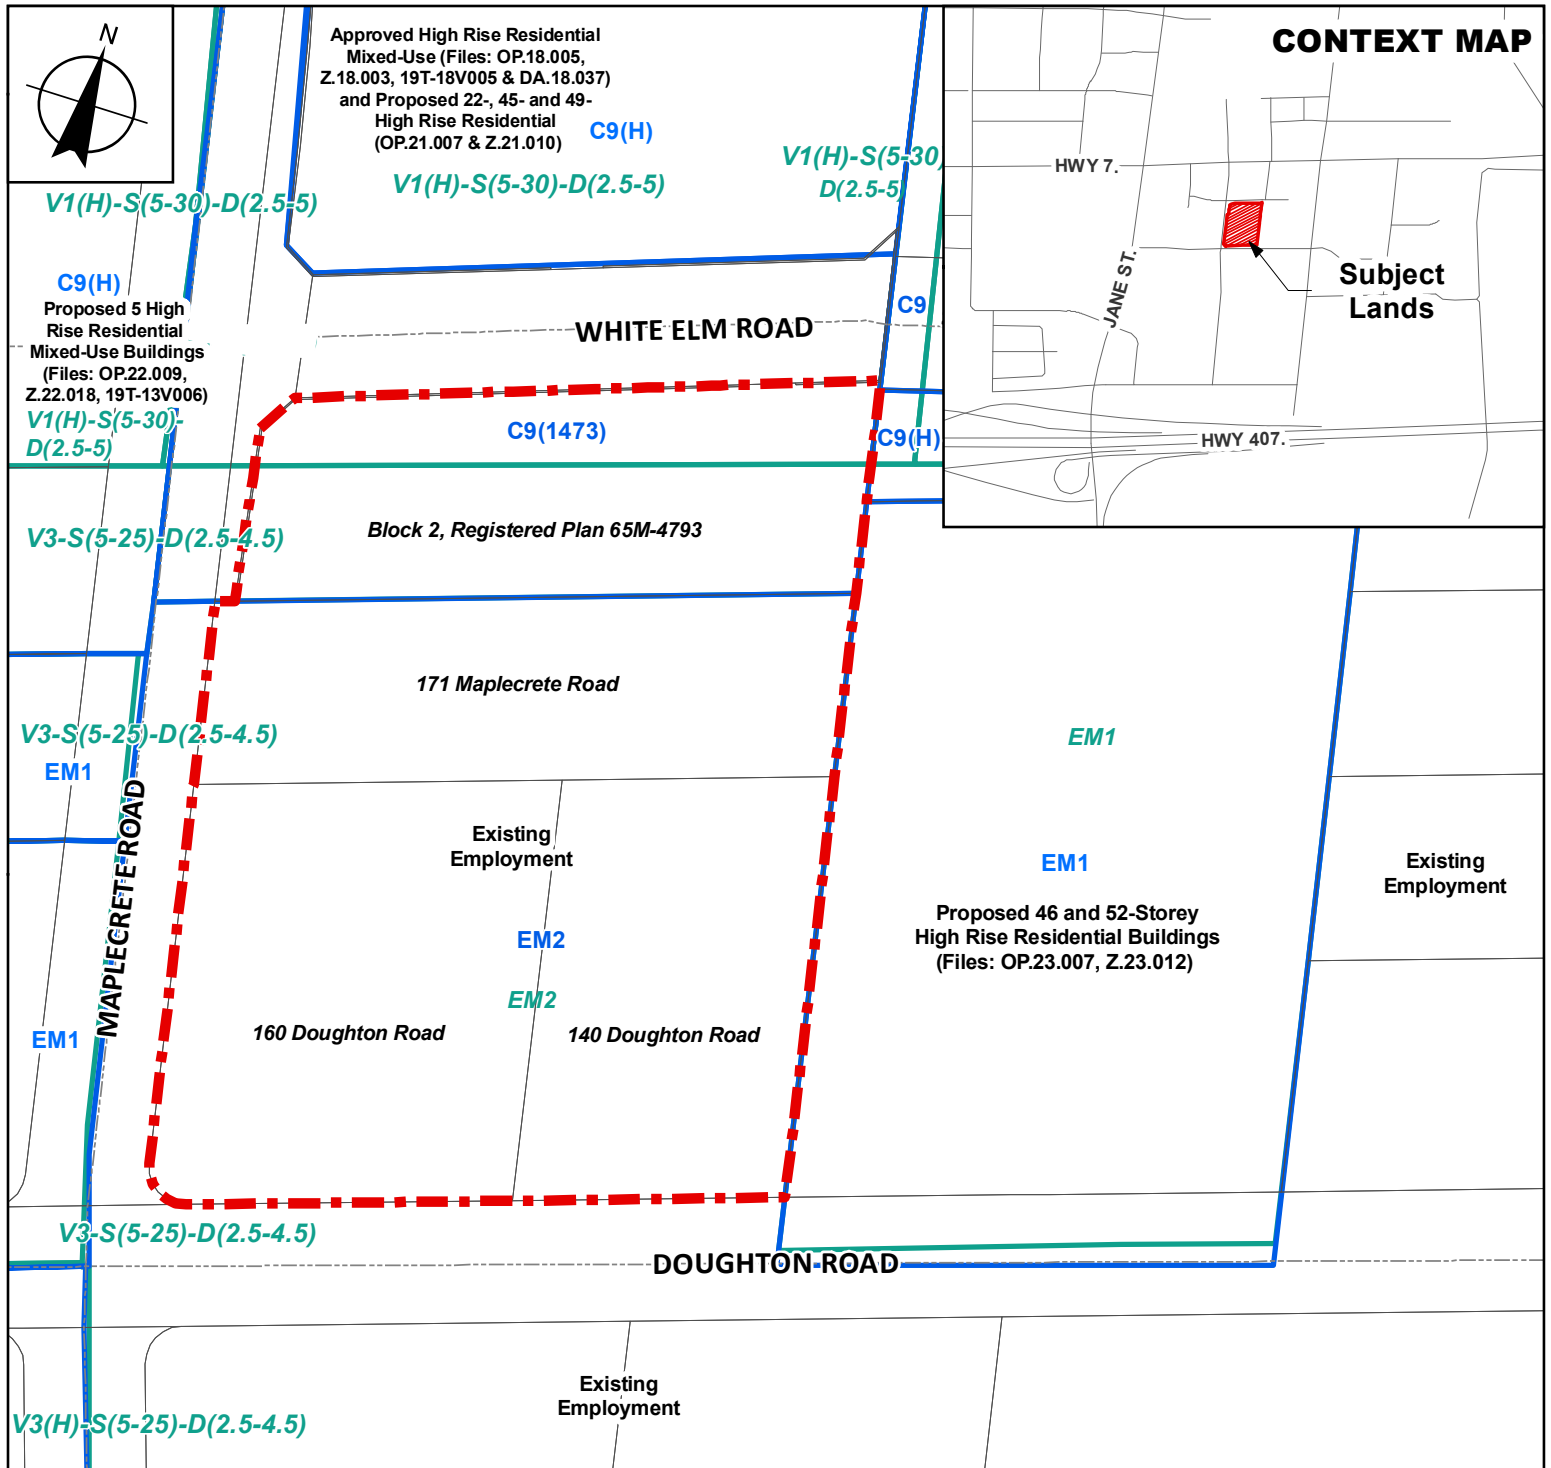 N
Approved High Rise Residential
Mixed-Use (Files: OP.18.005,
Z.18.003, 19T-18V005 & DA.18.037)
and Proposed 22-, 45- and 49-
High Rise Residential
(OP.21.007 & Z.21.010)
C9(H)
V1(H)-S(5-30)-D(2.5-5)
V1(H)-S(5-30)
D(2.5-5)
V1(H)-S(5-30)-D(2.5-5)
CONTEXT MAP
HWY 7.
JANE ST.
Subject
Lands
HWY 407.
C9(H)
Proposed 5 High
Rise Residential
Mixed-Use Buildings
(Files: OP.22.009,
Z.22.018, 19T-13V006)
V1(H)-S(5-30)-
D(2.5-5)
WHITE ELM ROAD
C9
C9(1473)
C9(H)
V3-S(5-25)-D(2.5-4.5)
Block 2, Registered Plan 65M-4793
171 Maplecrete Road
V3-S(5-25)-D(2.5-4.5)
EM1
EM1
MAPLECRETE ROAD
Existing
Employment
EM1
Existing
Employment
Proposed 46 and 52-Storey
High Rise Residential Buildings
(Files: OP.23.007, Z.23.012)
EM2
EM2
EM1
160 Doughton Road
140 Doughton Road
V3-S(5-25)-D(2.5-4.5)
DOUGHTON ROAD
Existing
Employment
V3(H)-S(5-25)-D(2.5-4.5)